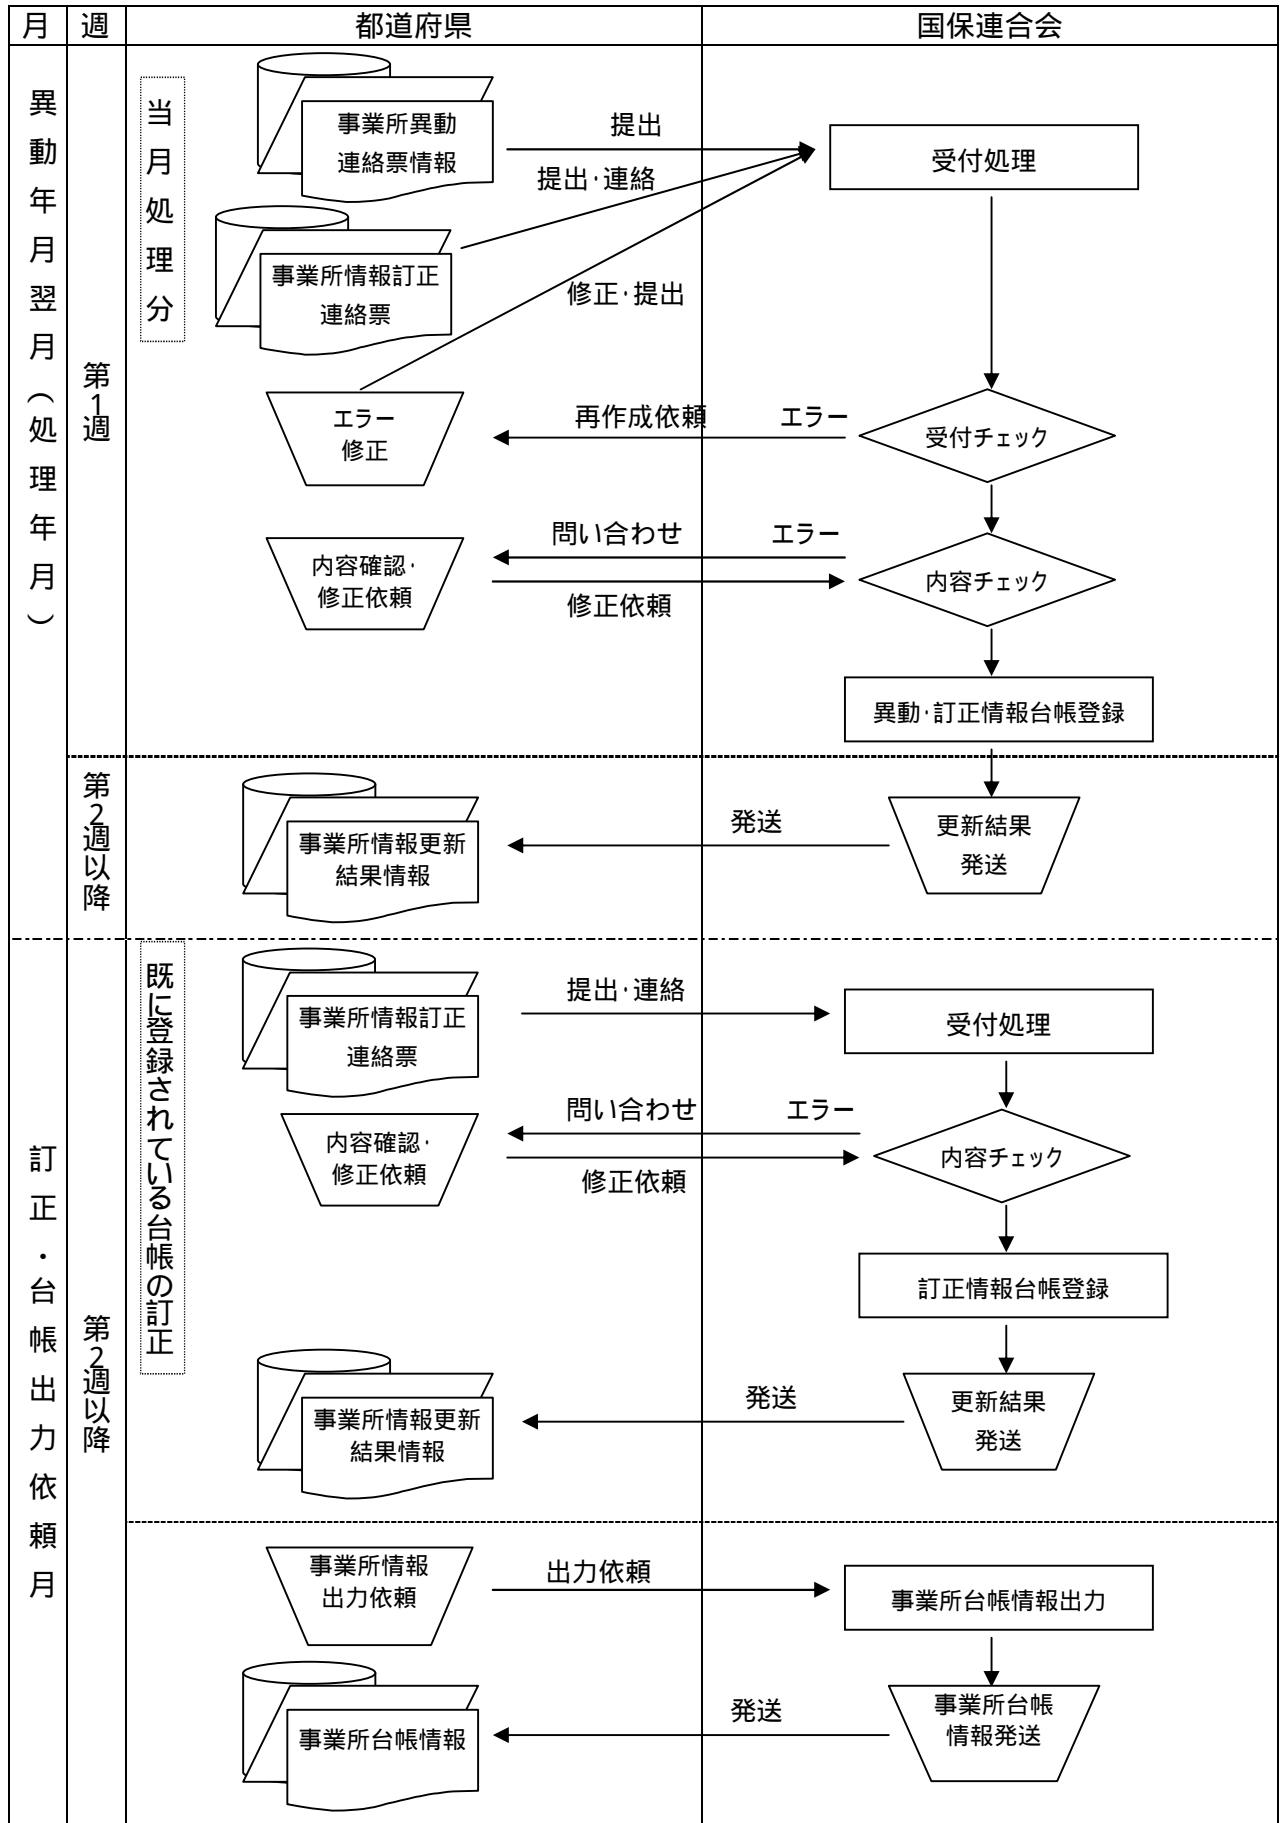 月 週 都道府県 国保連合会
異動年月翌月(処理年月)
第1週
当月処理分
事業所異動
連絡票情報
提出
受付処理
提出・連絡
事業所情報訂正
連絡票
修正・提出
エラー
修正
再作成依頼
エラー
受付チェック
問い合わせ
エラー
内容確認・
修正依頼
修正依頼
内容チェック
異動・訂正情報台帳登録
第2週以降
事業所情報更新
結果情報
発送
更新結果
発送
訂正・台帳出力依頼月
第2週以降
既に登録されている台帳の訂正
事業所情報訂正
連絡票
提出・連絡
受付処理
問い合わせ
エラー
内容確認・
修正依頼
修正依頼
内容チェック
訂正情報台帳登録
事業所情報更新
結果情報
発送
更新結果
発送
事業所情報
出力依頼
出力依頼
事業所台帳情報出力
事業所台帳情報
発送
事業所台帳
情報発送